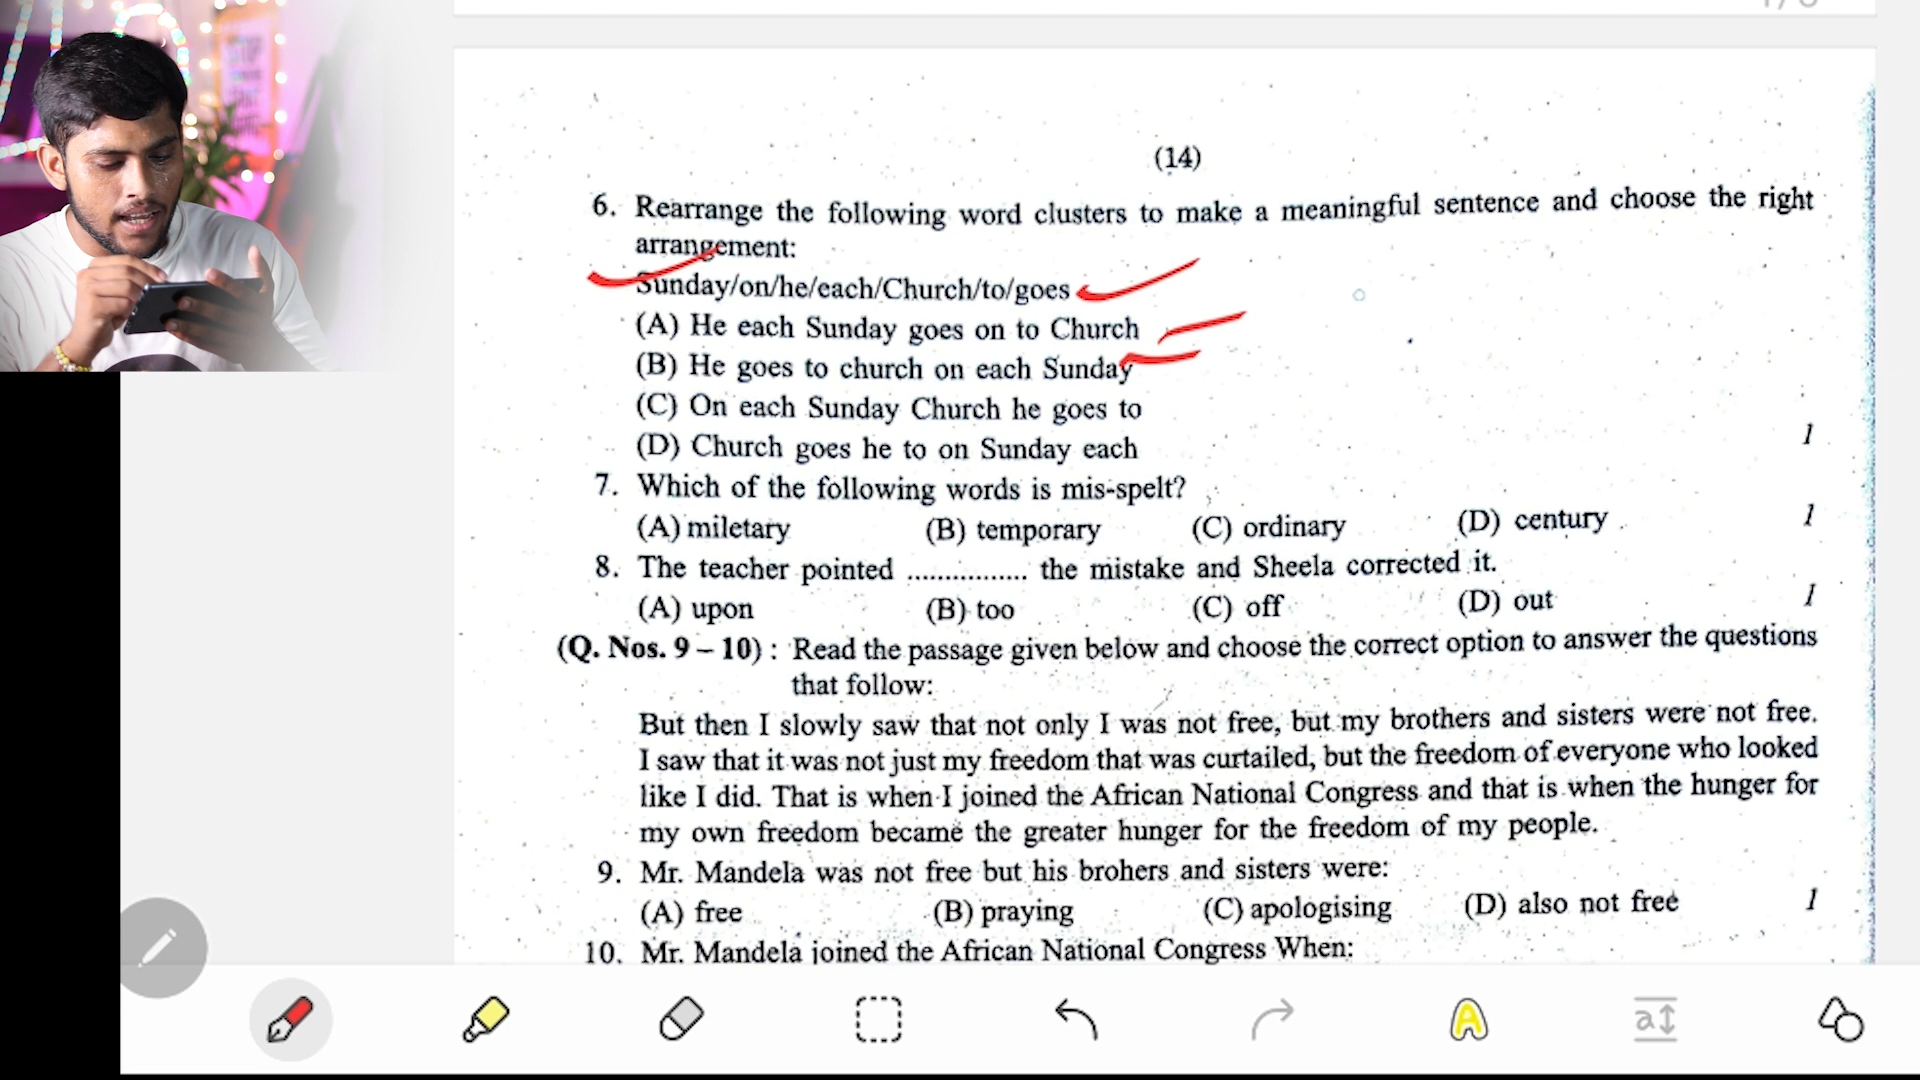 (14)
6. Rearrange the following word clusters to make a meaningful sentence and choose the right
arrangement:
Sunday/on/he/each/Church/to/goes
(A) He each Sunday goes on to Church
(B) He goes to church on each Sunday
(C) On each Sunday Church he goes to
(D) Church goes he to on Sunday each 1
7. Which of the following words is mis-spelt?
(A) miletary (B) temporary (C) ordinary (D) century 1
8. The teacher pointed ................ the mistake and Sheela corrected it.
(A) upon (B) too (C) off (D) out 1
(Q. Nos. 9 – 10) : Read the passage given below and choose the correct option to answer the questions
that follow:
But then I slowly saw that not only I was not free, but my brothers and sisters were not free.
I saw that it was not just my freedom that was curtailed, but the freedom of everyone who looked
like I did. That is when I joined the African National Congress and that is when the hunger for
my own freedom became the greater hunger for the freedom of my people.
9. Mr. Mandela was not free but his brohers and sisters were:
(A) free (B) praying (C) apologising (D) also not free 1
10. Mr. Mandela joined the African National Congress When:
A a